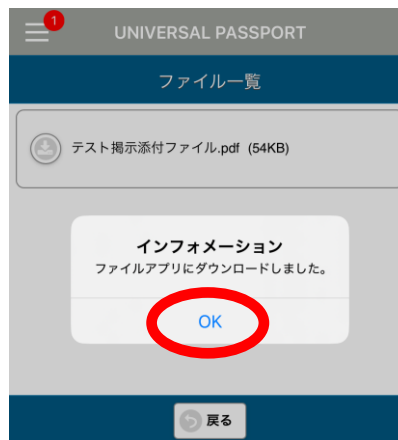 1
UNIVERSAL PASSPORT
ファイル一覧
テスト掲示添付ファイル.pdf (54KB)
インフォメーション
ファイルアプリにダウンロードしました。
OK
戻る